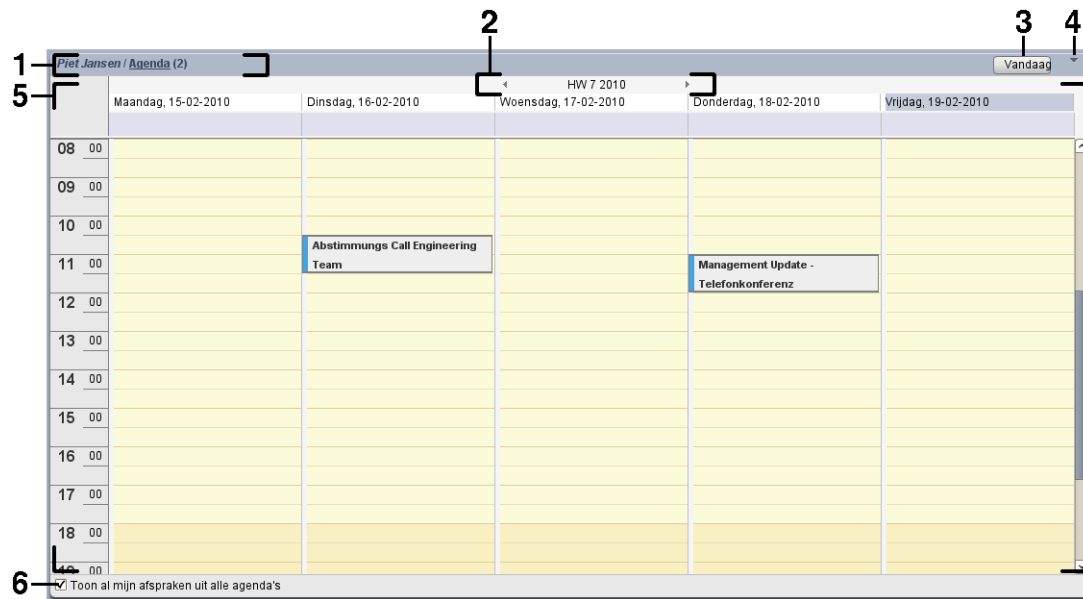 2
3
4
1
Piet Jansen / Agenda (2)
Vandaag
5
HW 7 2010
Maandag, 15-02-2010
Dinsdag, 16-02-2010
Woensdag, 17-02-2010
Donderdag, 18-02-2010
Vrijdag, 19-02-2010
08 00
09 00
10 00
Abstimmungs Call Engineering
Team
11 00
Management Update -
Telefonkonferenz
12 00
13 00
14 00
15 00
16 00
17 00
18 00
19 00
6
Toon al mijn afspraken uit alle agenda's